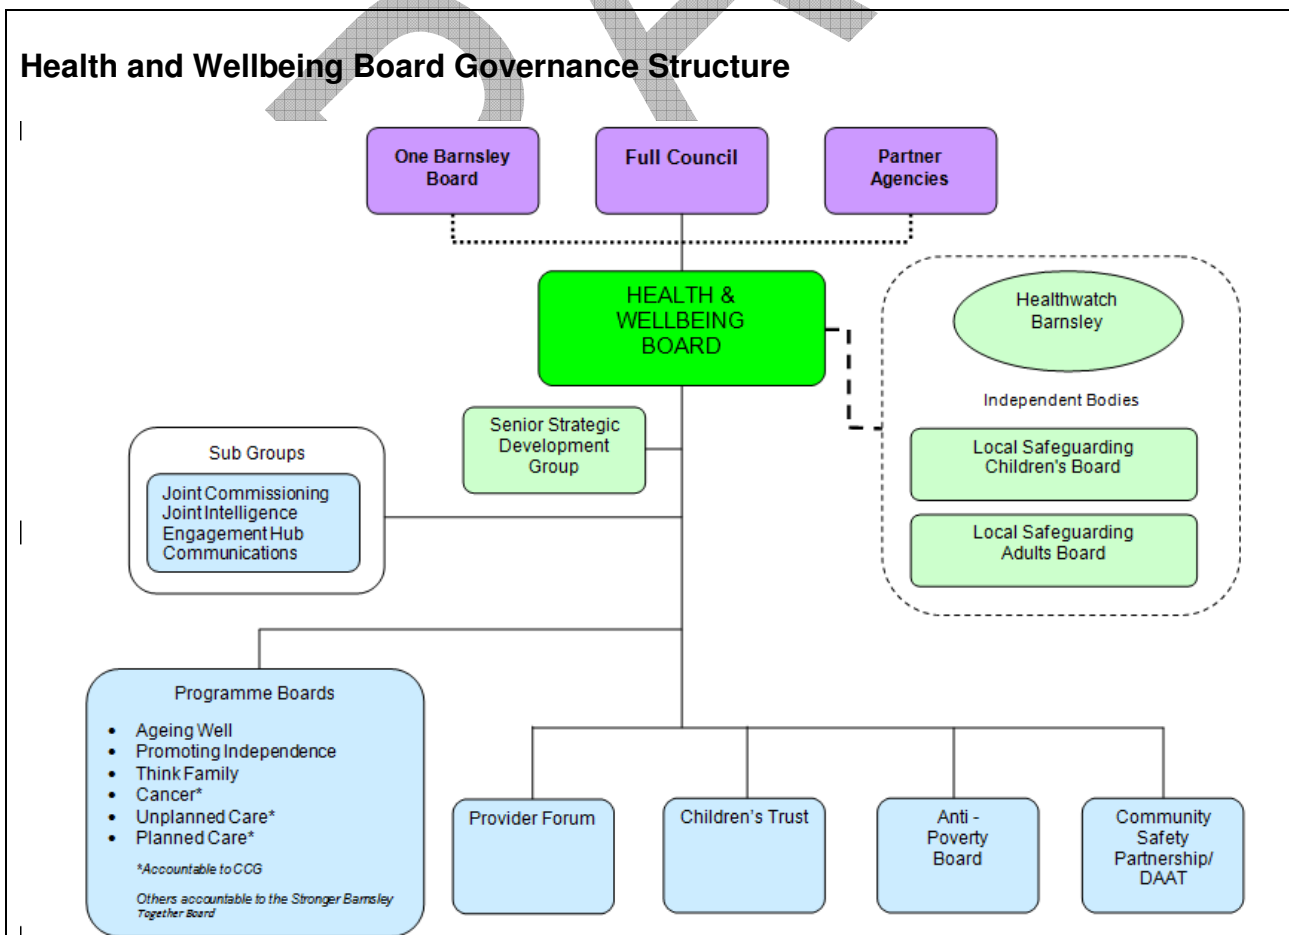 Health and Wellbeing Board Governance Structure
One Barnsley
Board
Full Council
Partner
Agencies
HEALTH &
WELLBEING
BOARD
Healthwatch
Barnsley
Independent Bodies
Local Safeguarding
Children's Board
Local Safeguarding
Adults Board
Senior Strategic
Development
Group
Sub Groups
Joint Commissioning
Joint Intelligence
Engagement Hub
Communications
Programme Boards
• Ageing Well
• Promoting Independence
• Think Family
• Cancer*
• Unplanned Care*
• Planned Care*
*Accountable to CCG
Others accountable to the Stronger Barnsley
Together Board
Provider Forum
Children's Trust
Anti -
Poverty
Board
Community
Safety
Partnership/
DAAT